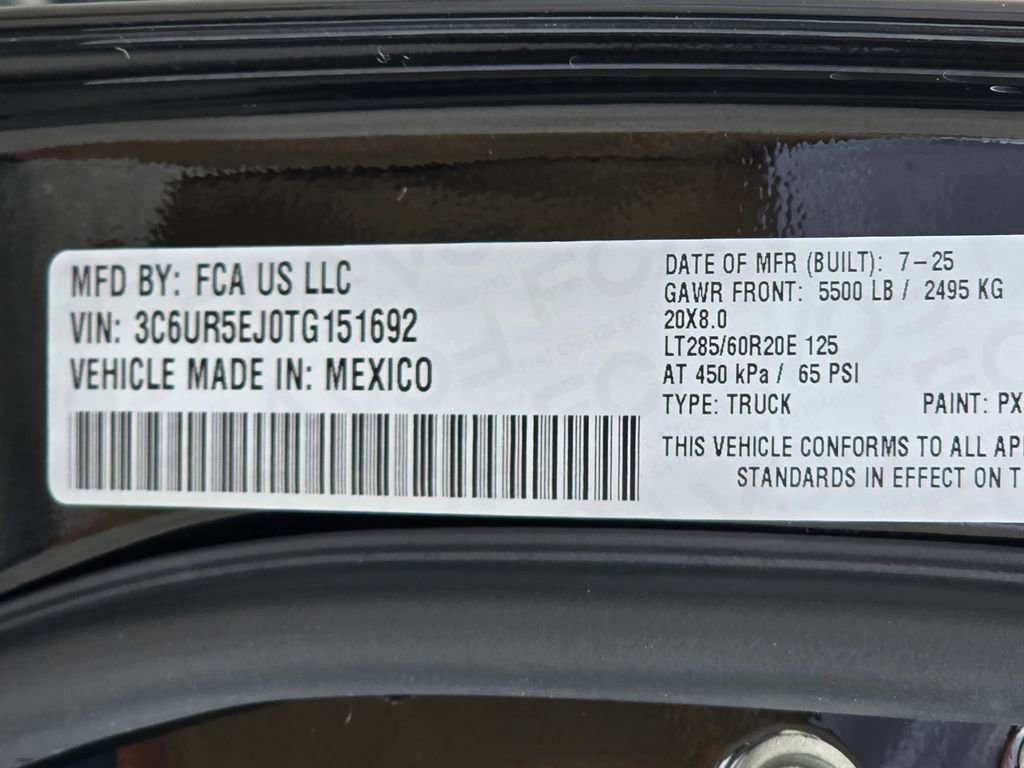 MFD BY: FCA US LLC
VIN: 3C6UR5EJ0TG151692
VEHICLE MADE IN: MEXICO
DATE OF MFR (BUILT): 7-25
GAWR FRONT: 5500 LB / 2495 KG
20X8.0
LT285/60R20E 125
AT 450 kPa / 65 PSI
TYPE: TRUCK PAINT: PX
THIS VEHICLE CONFORMS TO ALL
STANDARDS IN EFFECT ON